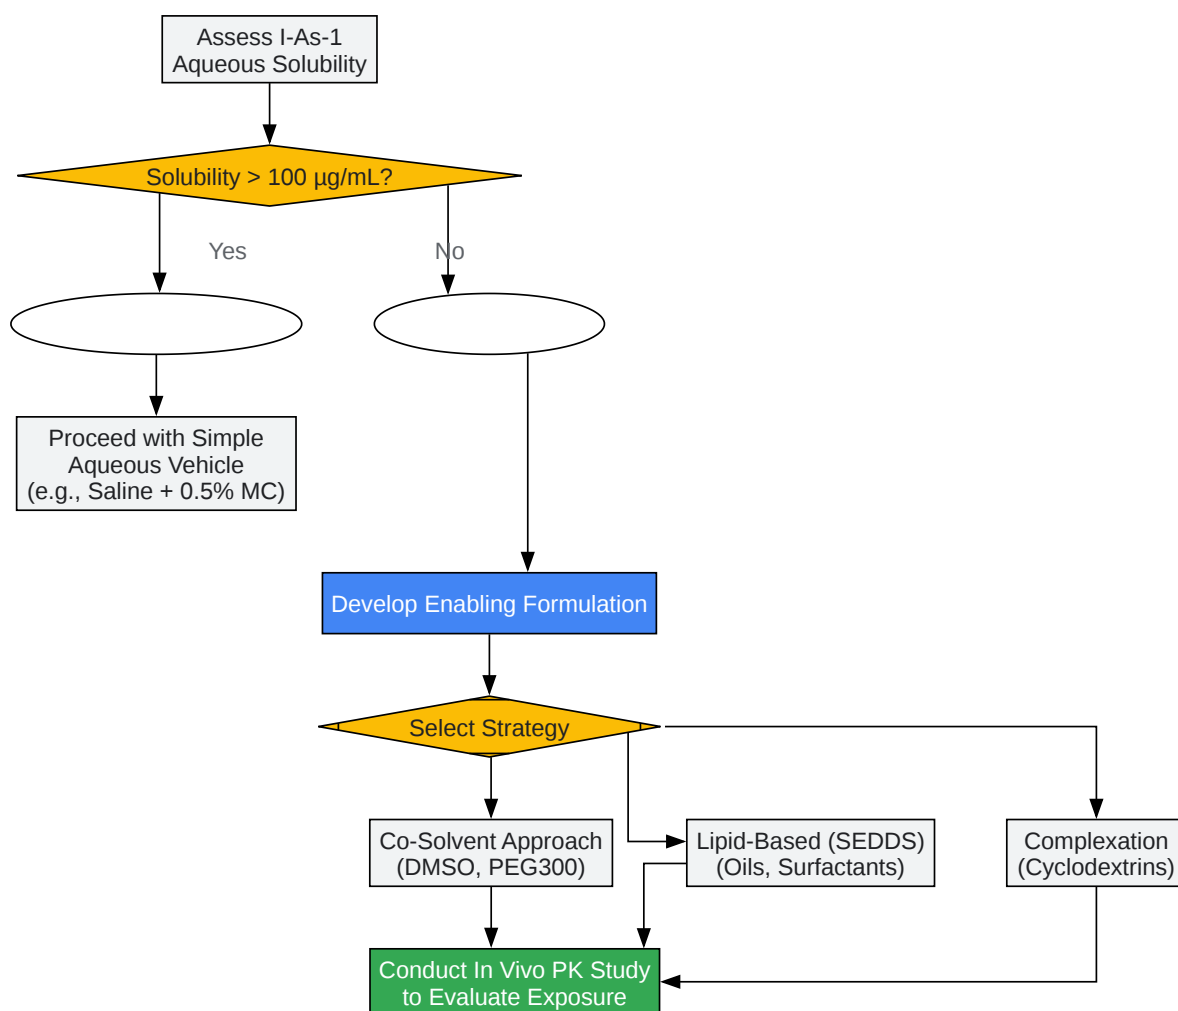 Assess I-As-1
Aqueous Solubility
Solubility > 100 µg/mL?
Yes
No
Proceed with Simple
Aqueous Vehicle
(e.g., Saline + 0.5% MC)
Develop Enabling Formulation
Select Strategy
Co-Solvent Approach
(DMSO, PEG300)
Lipid-Based (SEDDS)
(Oils, Surfactants)
Complexation
(Cyclodextrins)
Conduct In Vivo PK Study
to Evaluate Exposure